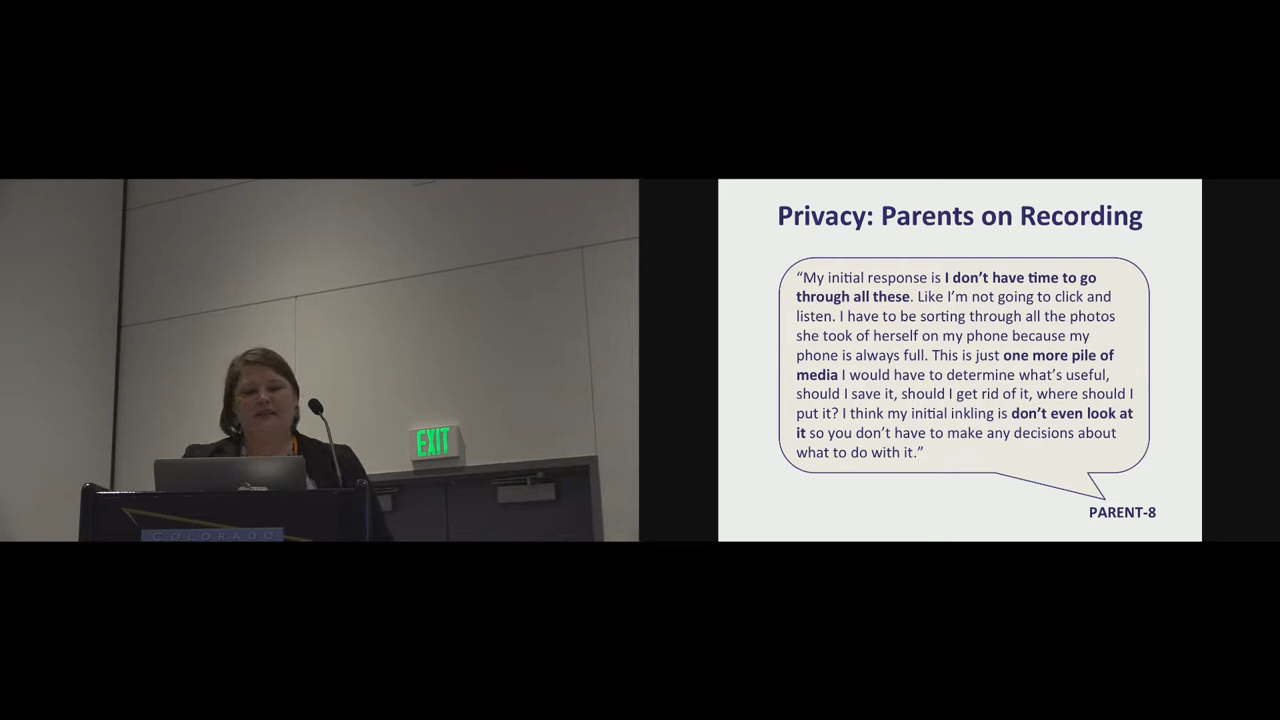 Privacy: Parents on Recording
“My initial response is I don’t have time to go
through all these. Like I’m not going to click and
listen. I have to be sorting through all the photos
she took of herself on my phone because my
phone is always full. This is just one more pile of
media I would have to determine what’s useful,
should I save it, should I get rid of it, where should I
put it? I think my initial inkling is don’t even look at
it so you don’t have to make any decisions about
what to do with it.”
PARENT-8
EXIT
COLORADO